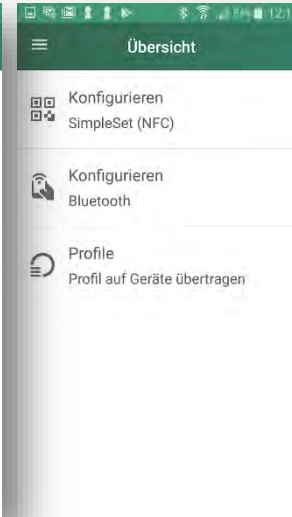 Übersicht
Konfigurieren
SimpleSet (NFC)
Konfigurieren
Bluetooth
Profile
Profil auf Geräte übertragen